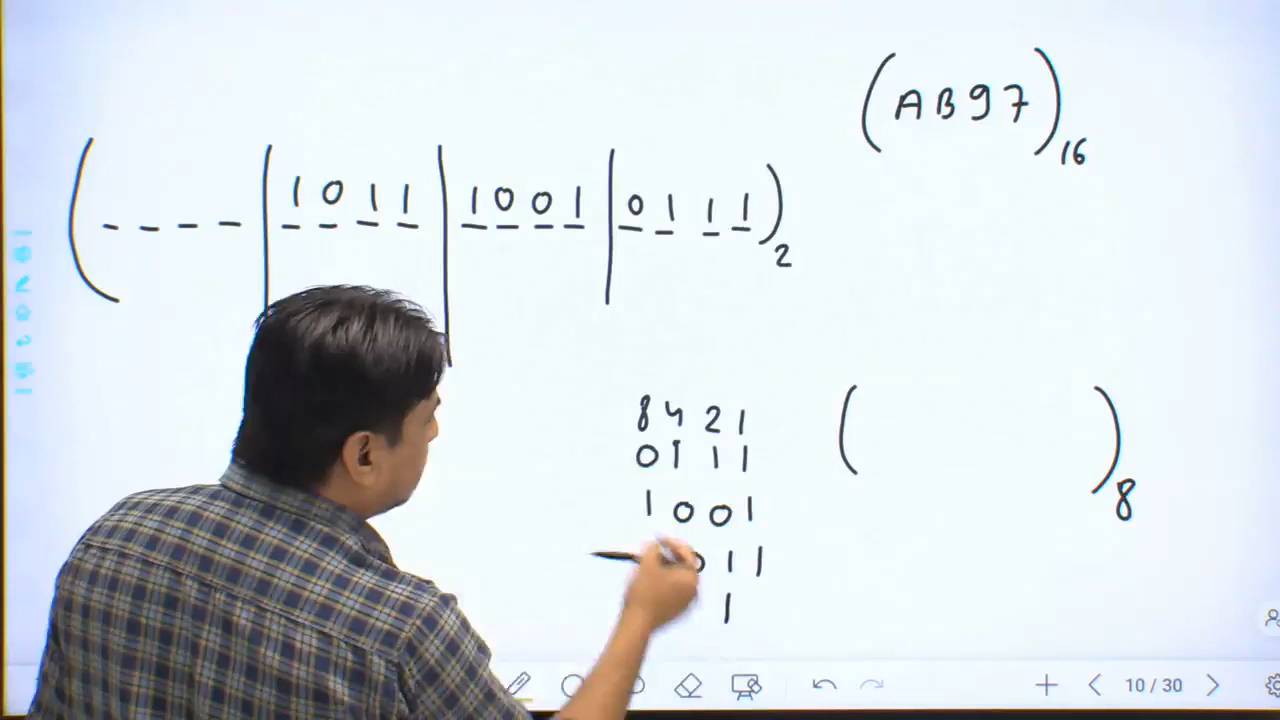 (AB97)16
( _ _ _ _ | 1 0 1 1 | 1 0 0 1 | 0 1 1 1 )2
8 4 2 1
0 1 1 1
1 0 0 1
0 1 1
1
( )8
10 / 30